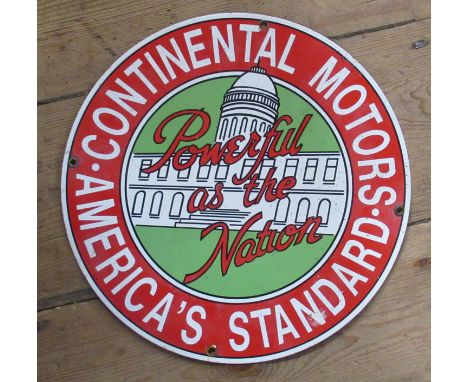 ·CONTINENTAL MOTORS·
AMERICA'S STANDARD
Powerful
as the
Nation